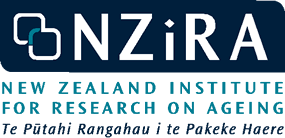 NZiRA
NEW ZEALAND INSTITUTE
FOR RESEARCH ON AGEING
Te Pūtahi Rangahau i te Pakeke Haere